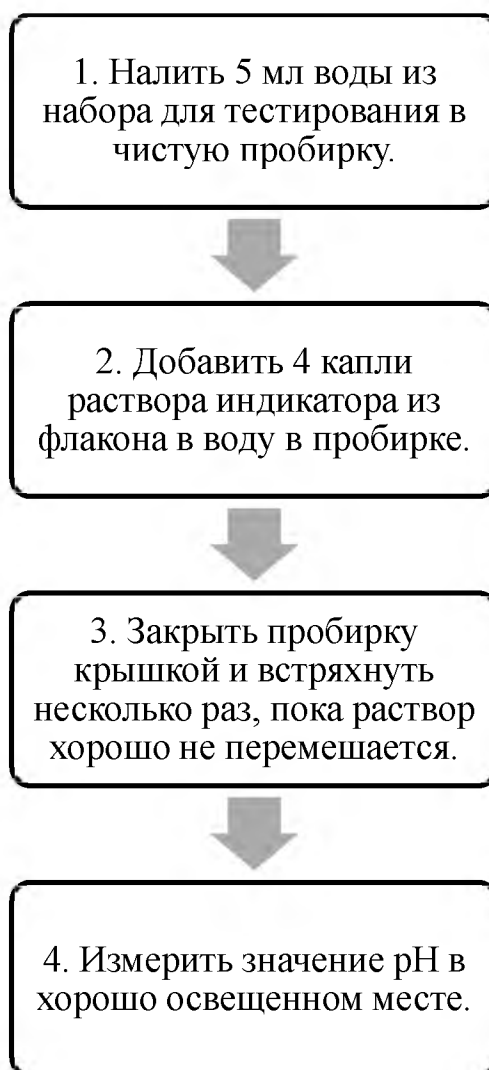 1. Налить 5 мл воды из
набора для тестирования в
чистую пробирку.
2. Добавить 4 капли
раствора индикатора из
флакона в воду в пробирке.
3. Закрыть пробирку
крышкой и встряхнуть
несколько раз, пока раствор
хорошо не перемешается.
4. Измерить значение pH в
хорошо освещенном месте.